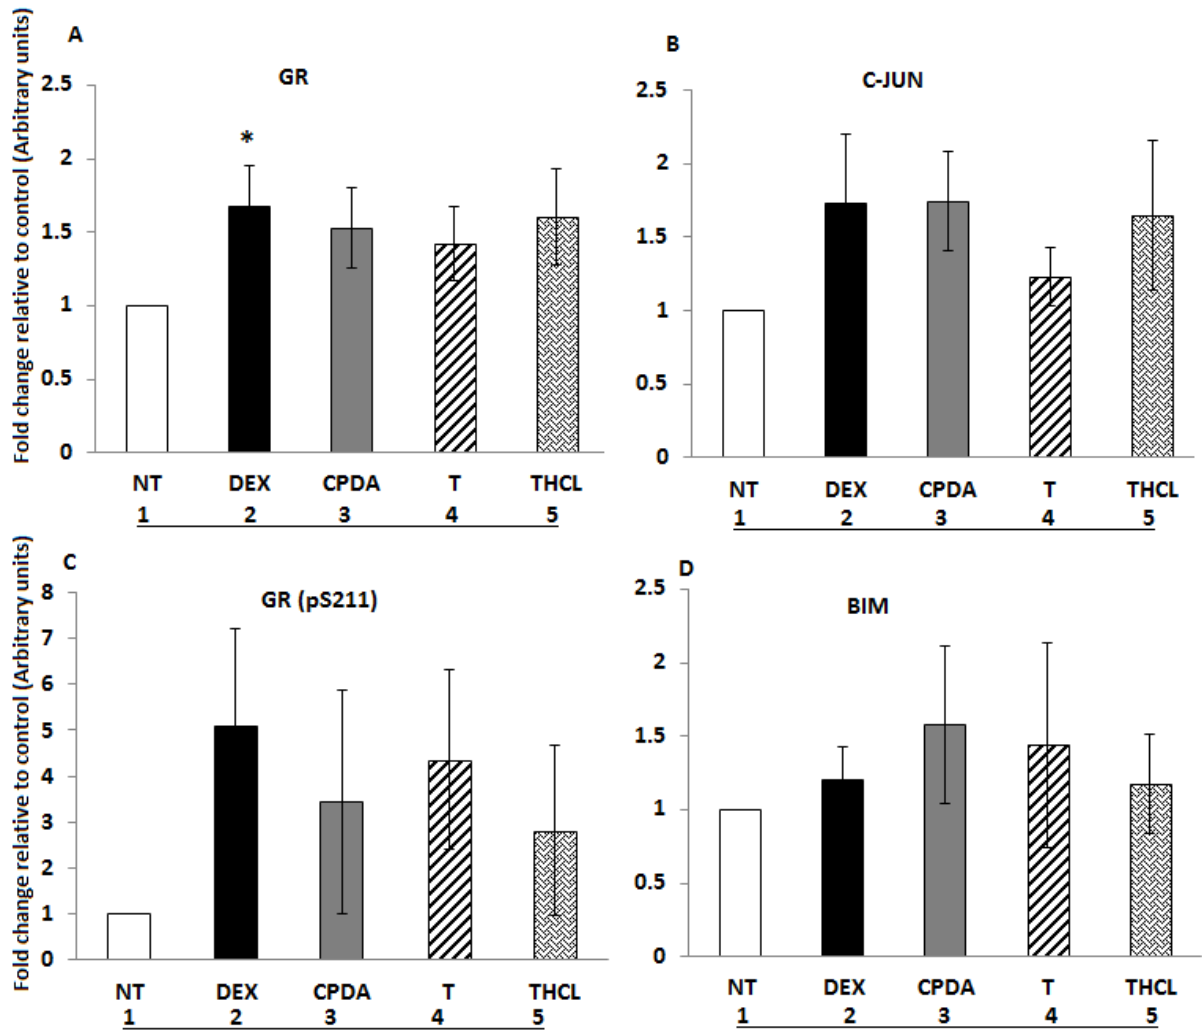 A
GR
Fold change relative to control (Arbitrary units)
2.5
2
1.5
1
0.5
0
*
NT DEX CPDA T THCL
1 2 3 4 5
B
C-JUN
2.5
2
1.5
1
0.5
0
NT DEX CPDA T THCL
1 2 3 4 5
C
GR (pS211)
Fold change relative to control (Arbitrary units)
8
7
6
5
4
3
2
1
0
NT DEX CPDA T THCL
1 2 3 4 5
D
BIM
2.5
2
1.5
1
0.5
0
NT DEX CPDA T THCL
1 2 3 4 5